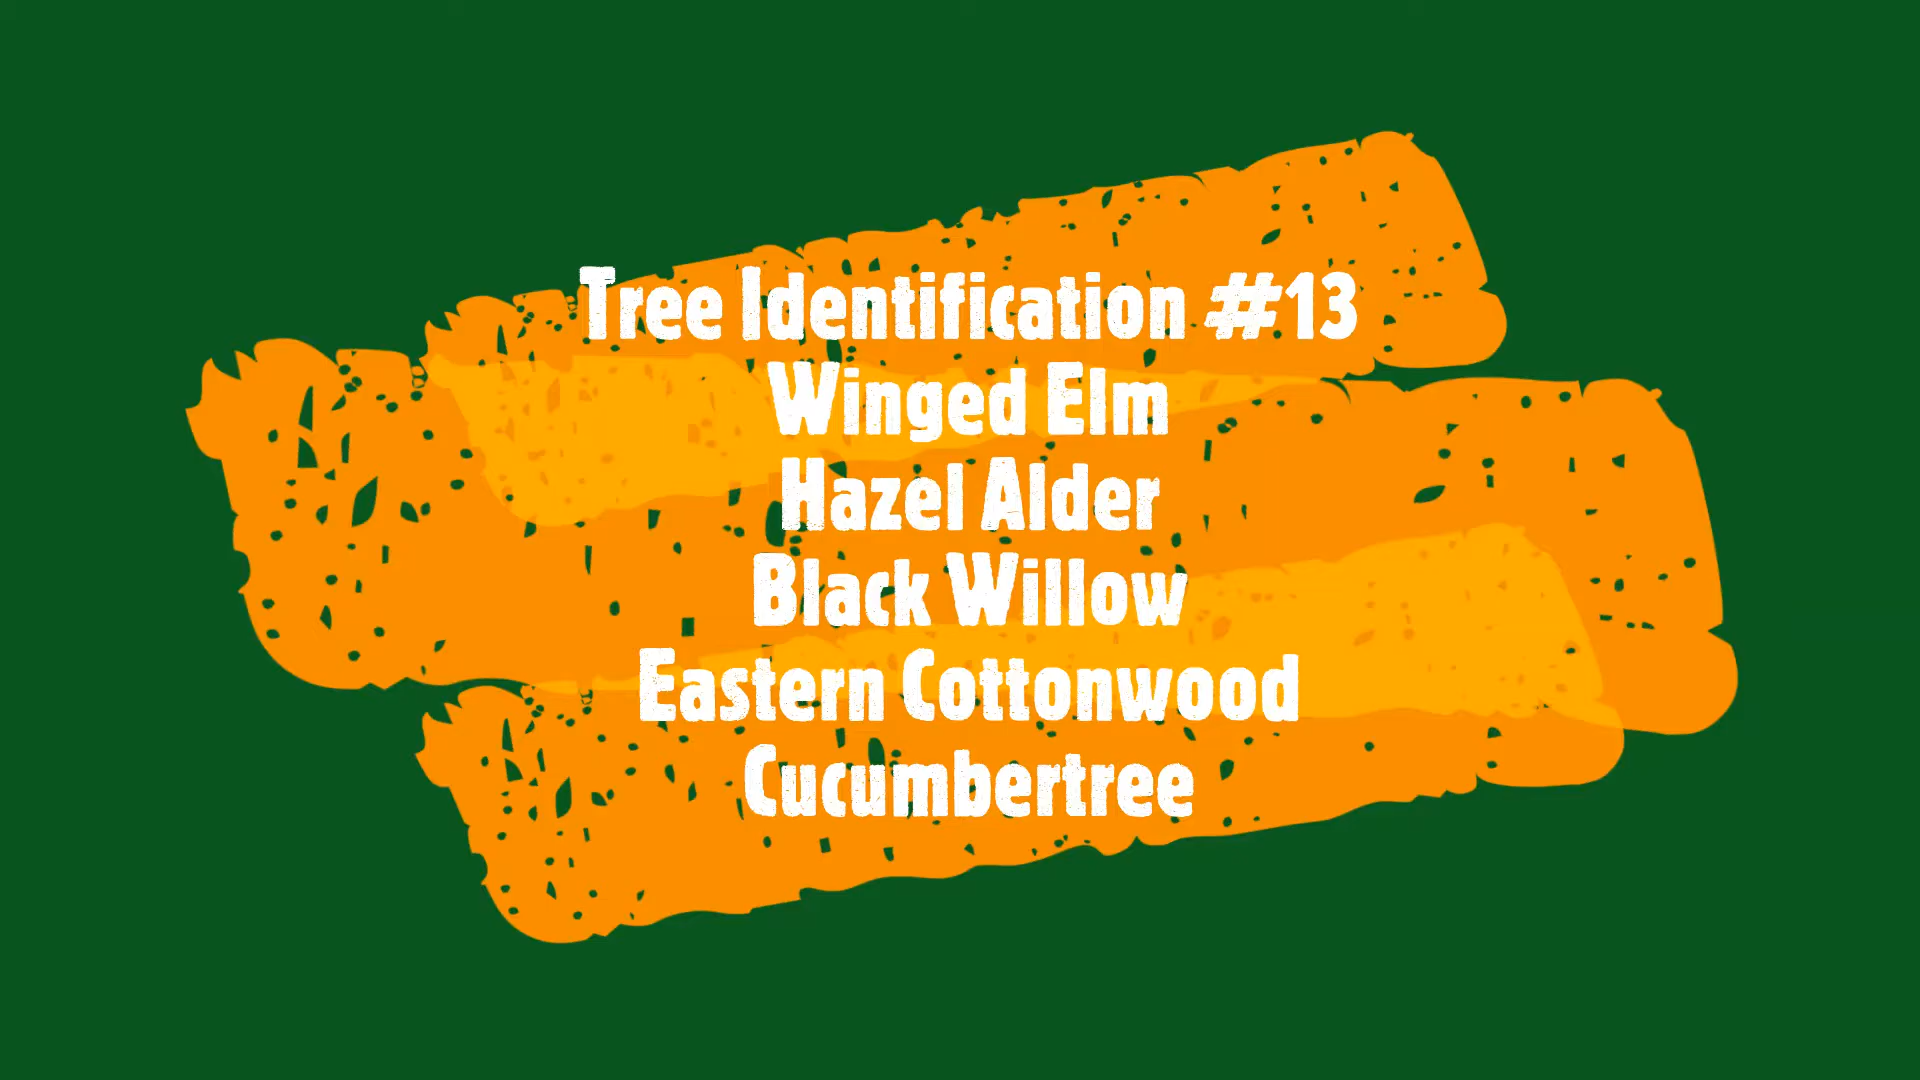 Tree Identification #13
Winged Elm
Hazel Alder
Black Willow
Eastern Cottonwood
Cucumbertree